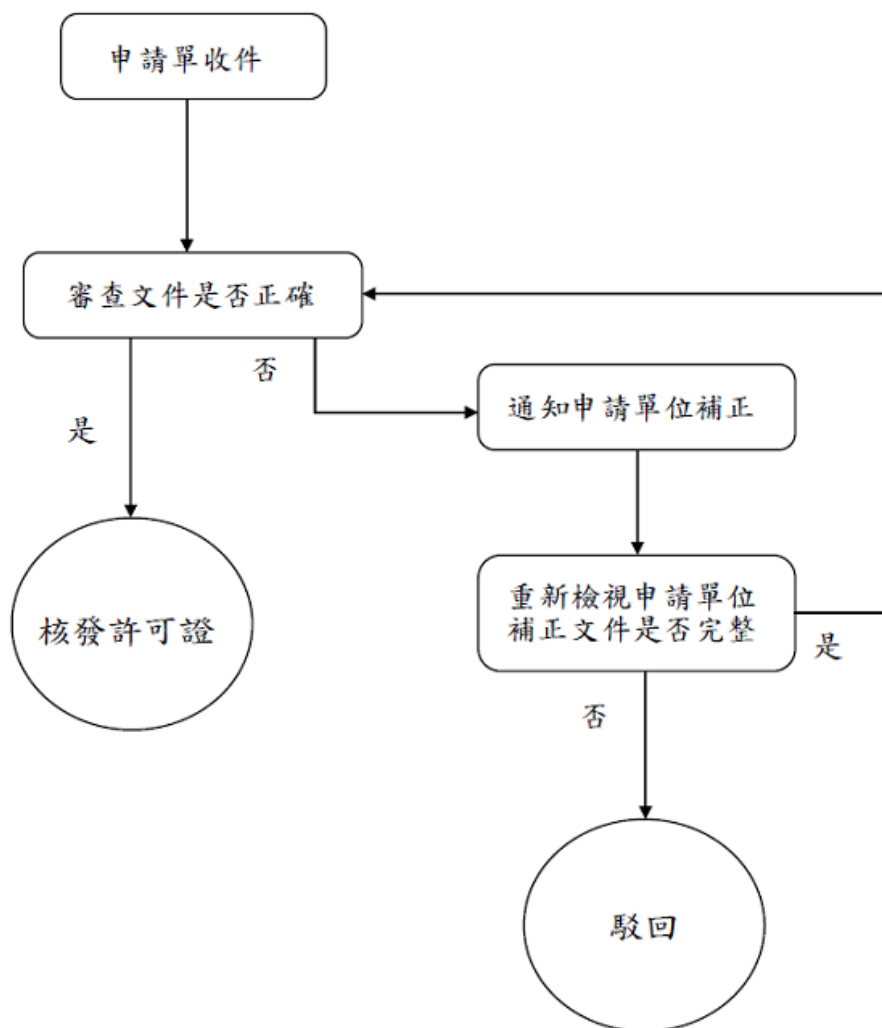 申請單收件
審查文件是否正確
否
是
通知申請單位補正
核發許可證
重新檢視申請單位
補正文件是否完整
是
否
駁回